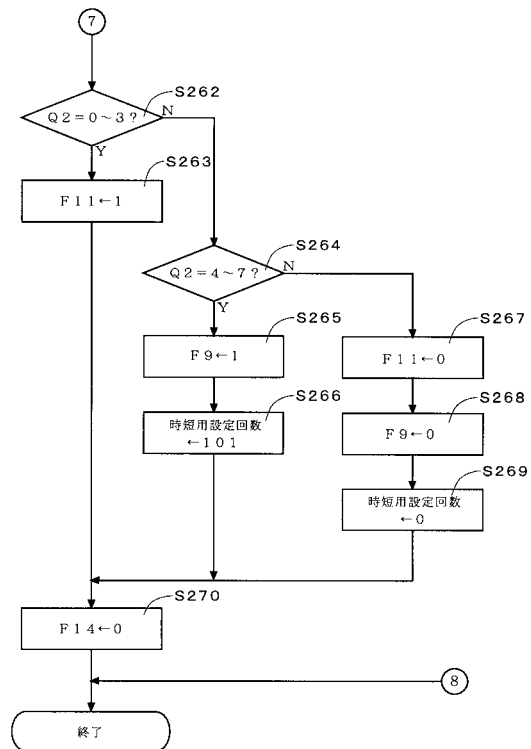 7
S262
Q2=0~3?
N
Y
S263
F11←1
S264
Q2=4~7?
N
Y
S265
F9←1
S266
時短用設定回数
←101
S267
F11←0
S268
F9←0
S269
時短用設定回数
←0
S270
F14←0
8
終了